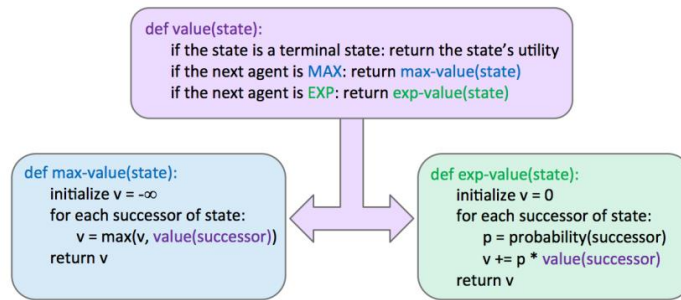 def value(state):
if the state is a terminal state: return the state’s utility
if the next agent is MAX: return max-value(state)
if the next agent is EXP: return exp-value(state)
def max-value(state):
initialize v = -∞
for each successor of state:
v = max(v, value(successor))
return v
def exp-value(state):
initialize v = 0
for each successor of state:
p = probability(successor)
v += p * value(successor)
return v